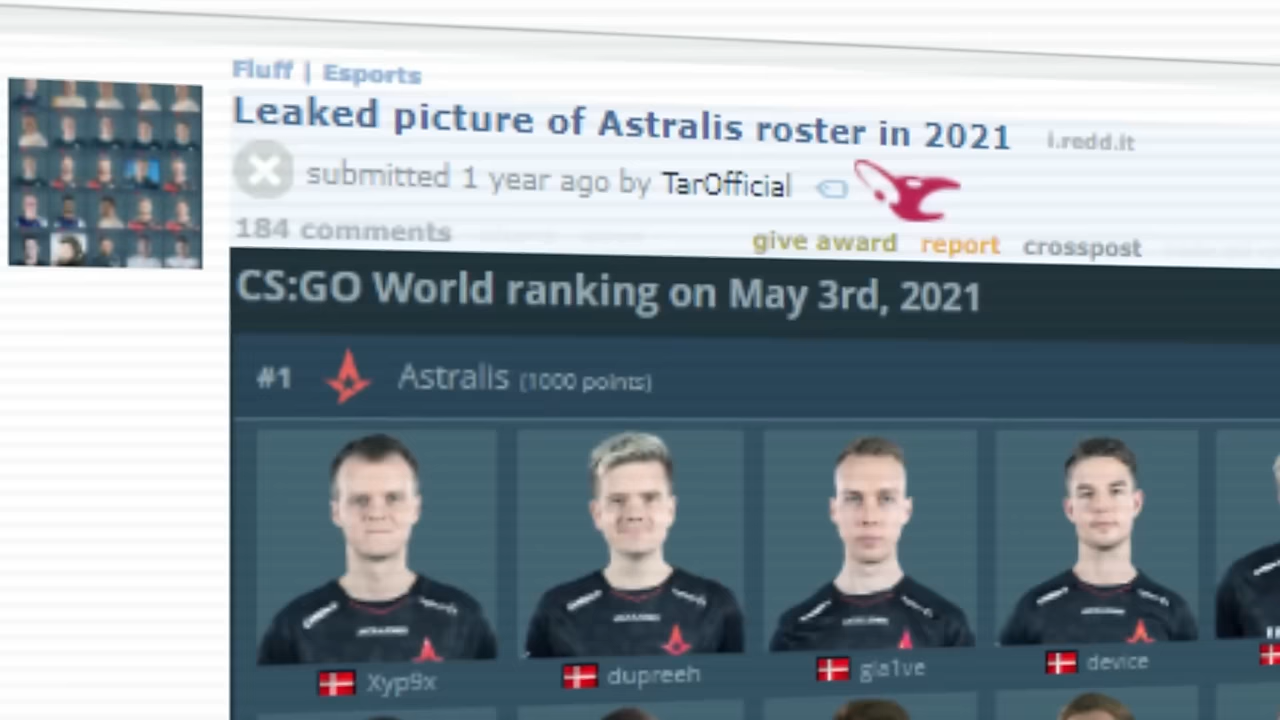 Fluff | Esports
Leaked picture of Astralis roster in 2021 i.redd.it
submitted 1 year ago by TarOfficial
184 comments
give award report crosspost
CS:GO World ranking on May 3rd, 2021
#1 Astralis (1000 points)
Xyp9x dupreeh gla1ve device